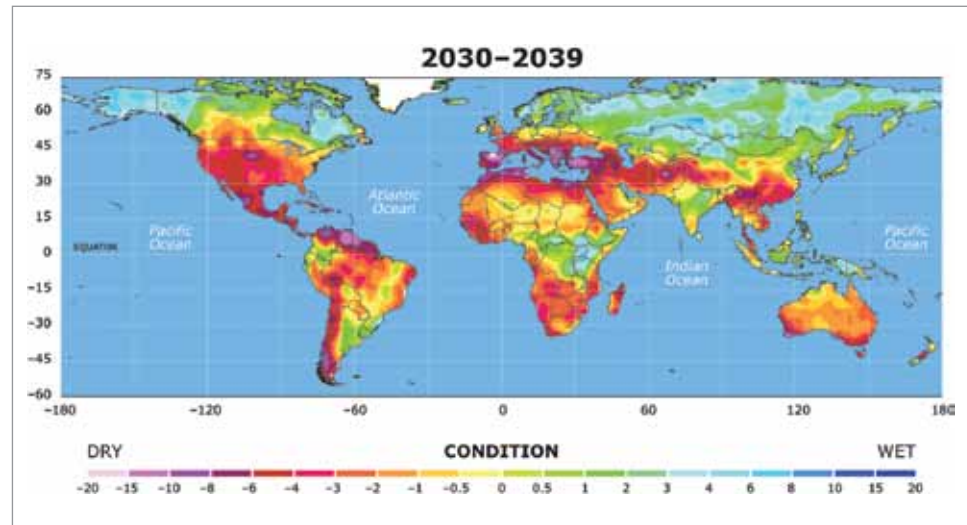 2030–2039
75
60
45
30
15
0
–15
–30
–45
–60
EQUATOR
Pacific
Ocean
Atlantic
Ocean
Indian
Ocean
Pacific
Ocean
–180
–120
–60
0
60
120
180
DRY
CONDITION
WET
–20 –15 –10 –8 –6 –4 –3 –2 –1 –0.5 0 0.5 1 2 3 4 6 8 10 15 20